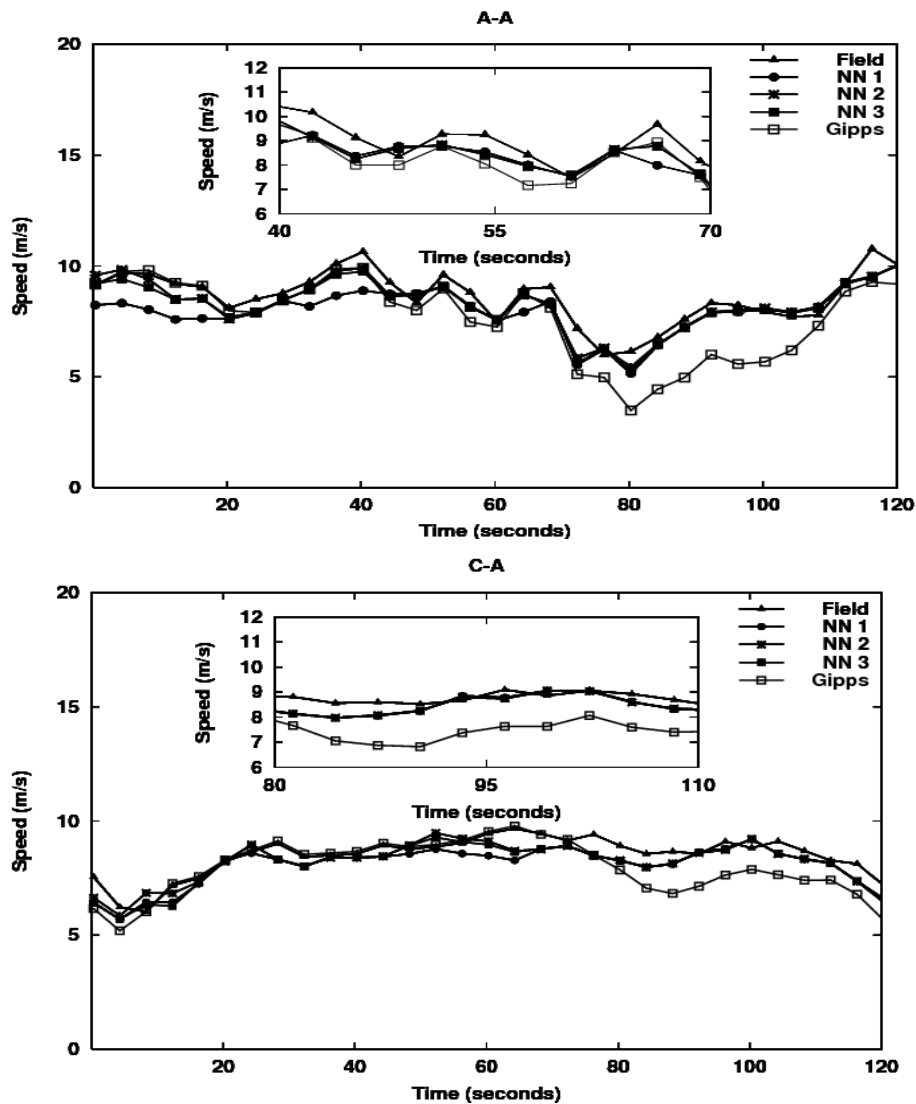 A-A
20
15
10
5
0
Speed (m/s)
20
40
60
80
100
120
Time (seconds)
Field
NN 1
NN 2
NN 3
Gipps
12
11
10
9
8
7
6
Speed (m/s)
40
55
70
Time (seconds)
C-A
20
15
10
5
0
Speed (m/s)
20
40
60
80
100
120
Time (seconds)
Field
NN 1
NN 2
NN 3
Gipps
12
11
10
9
8
7
6
Speed (m/s)
80
95
110
Time (seconds)